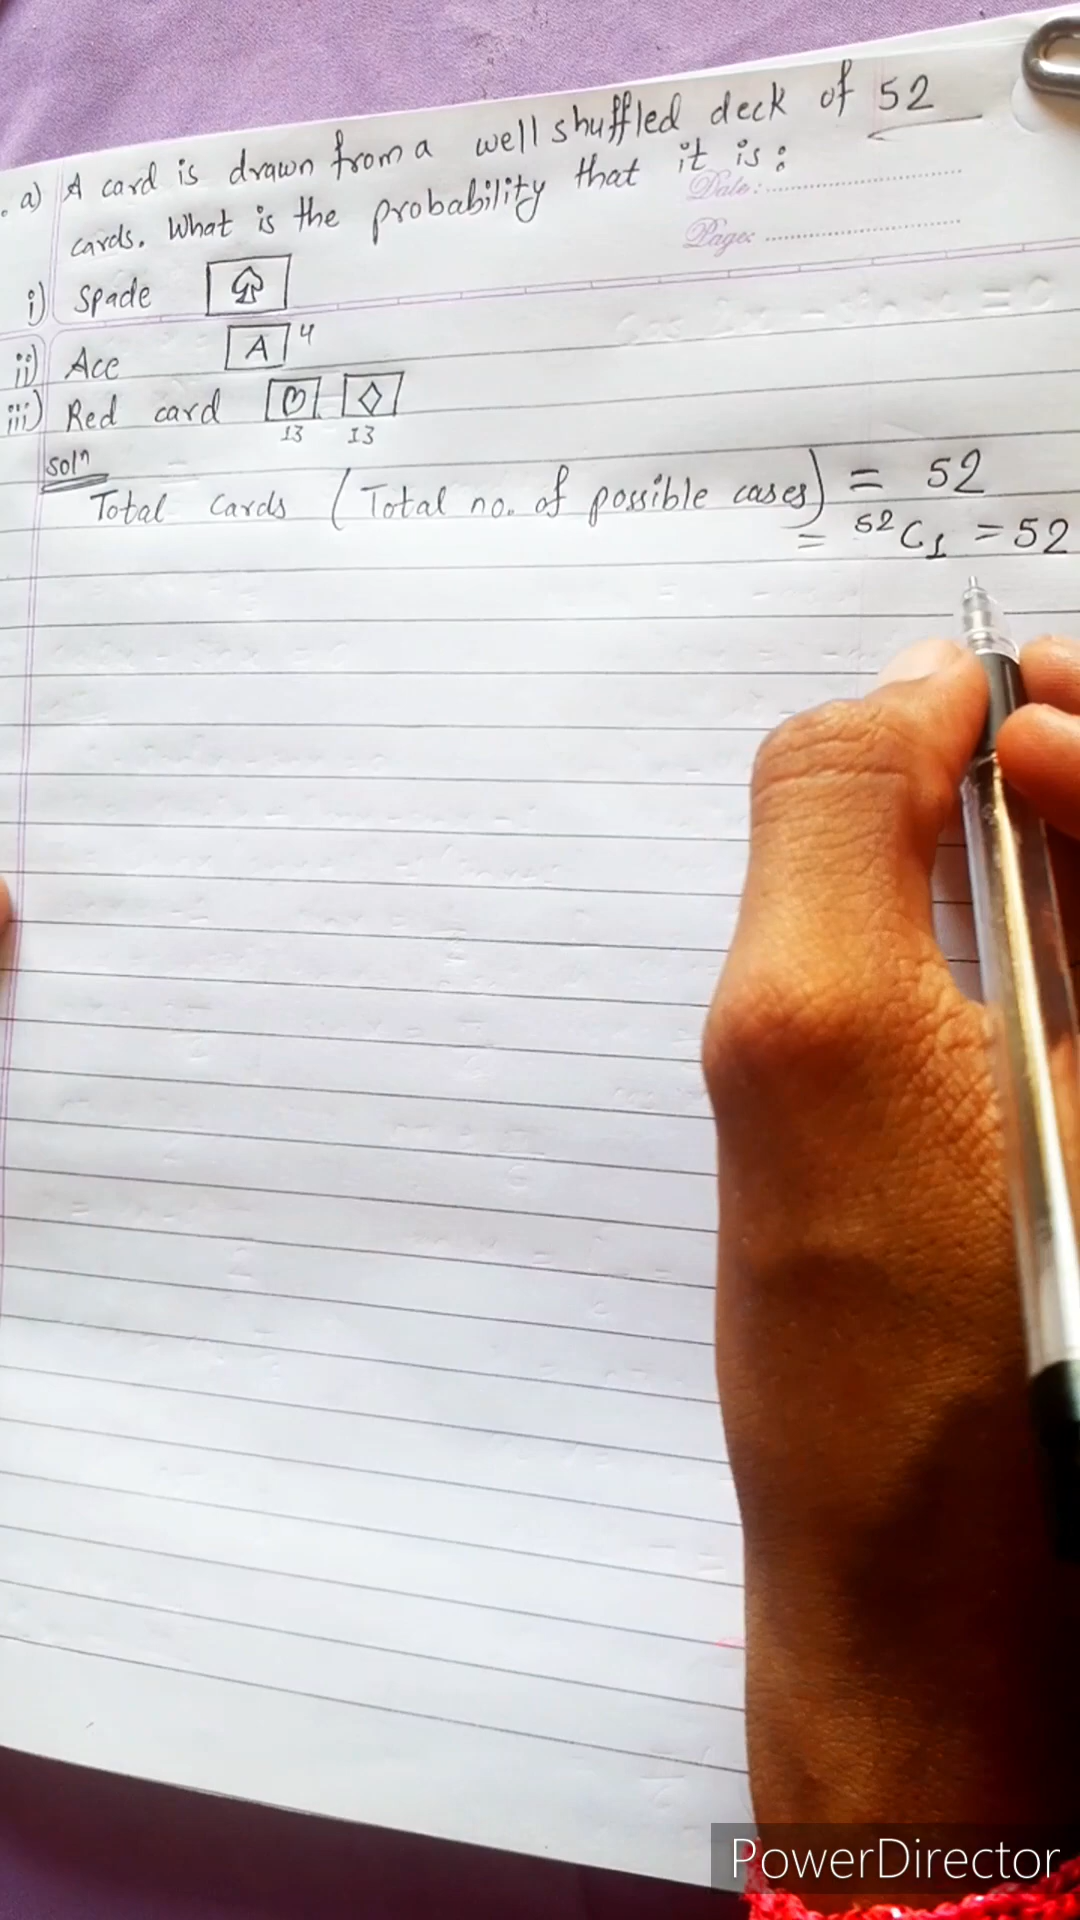 a) A card is drawn from a well shuffled deck of 52
cards. What is the probability that it is :
Date:
Page:
i) Spade
ii) Ace A 4
iii) Red card
13 13
Solⁿ
Total cards (Total no. of possible cases) = 52
= ⁵²C₁ = 52
PowerDirector